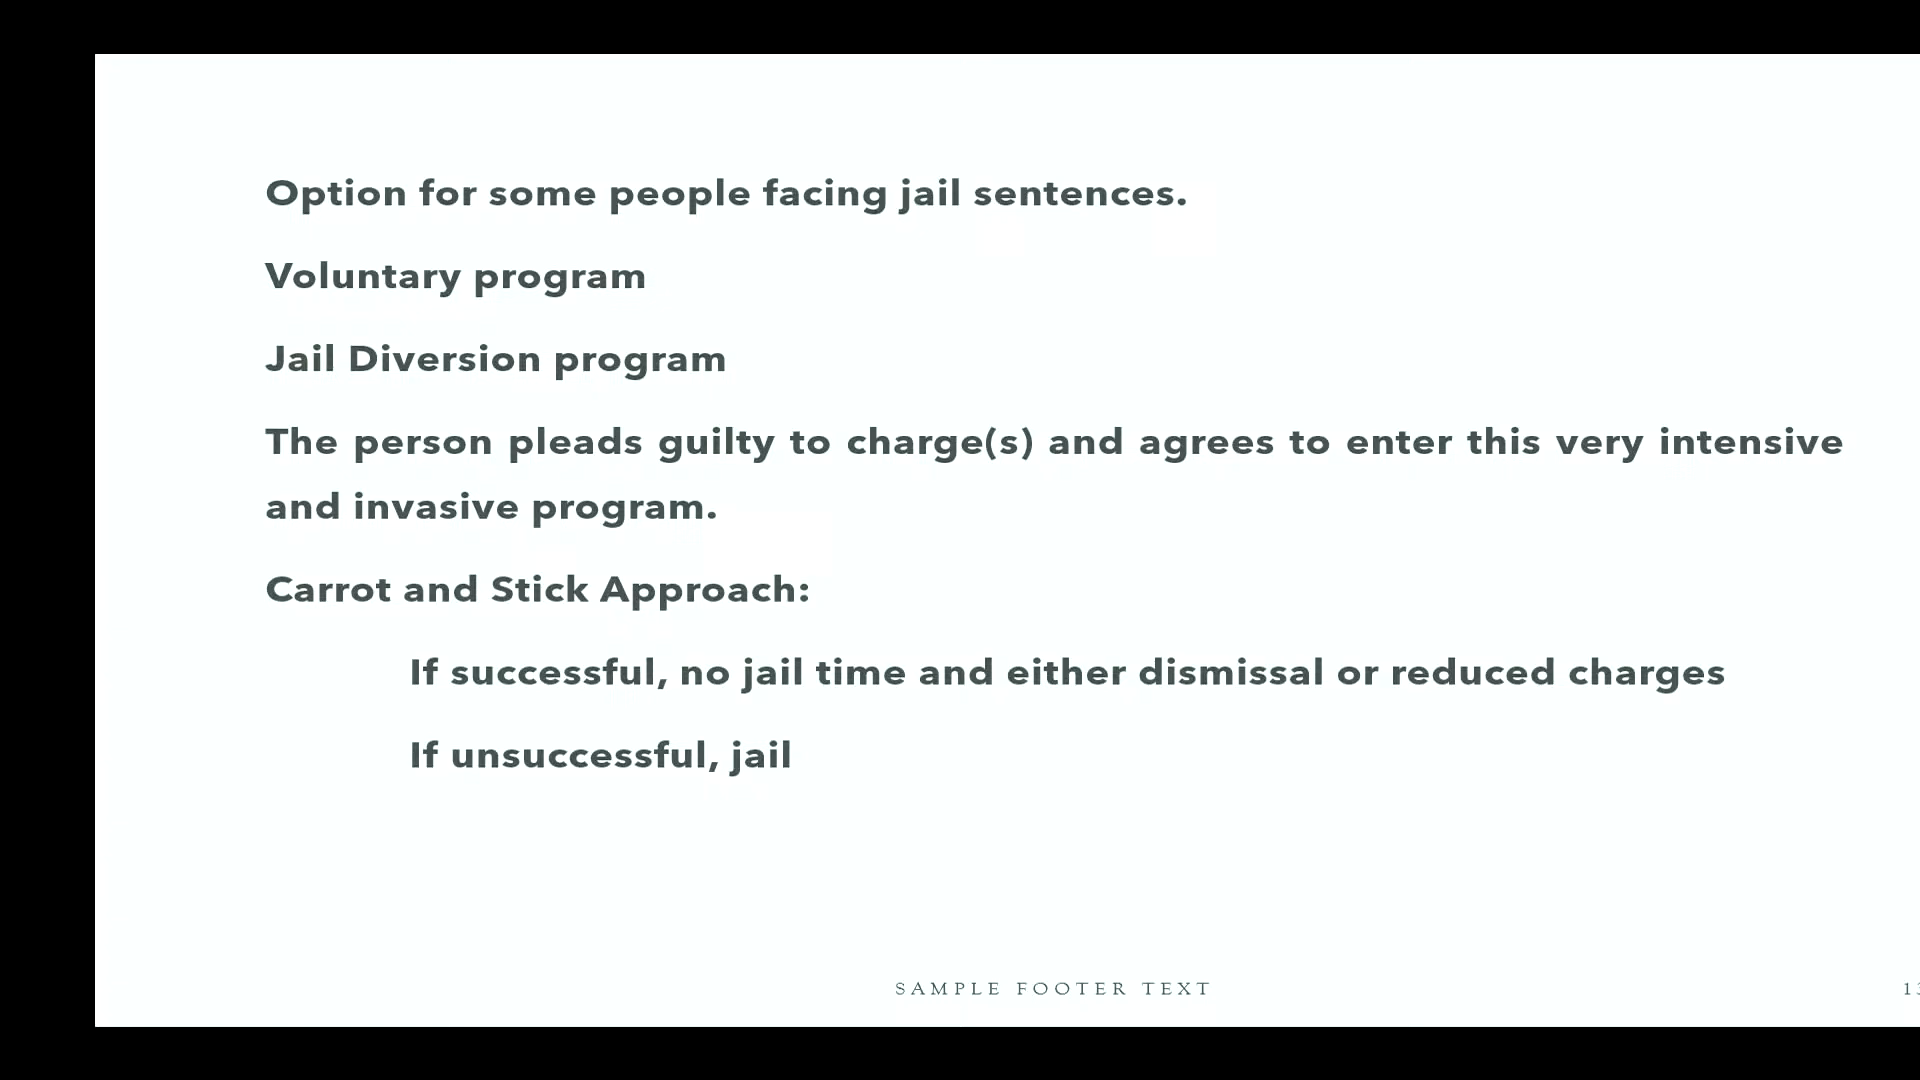 Option for some people facing jail sentences.
Voluntary program
Jail Diversion program
The person pleads guilty to charge(s) and agrees to enter this very intensive
and invasive program.
Carrot and Stick Approach:
If successful, no jail time and either dismissal or reduced charges
If unsuccessful, jail
SAMPLE FOOTER TEXT